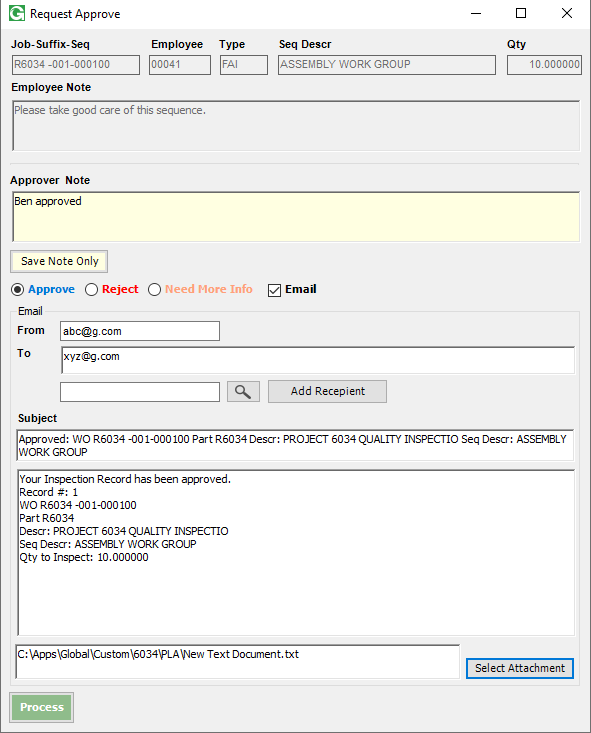 G Request Approve
Job-Suffix-Seq Employee Type Seq Descr Qty
R6034 -001-000100 00041 FAI ASSEMBLY WORK GROUP 10.000000
Employee Note
Please take good care of this sequence.
Approver Note
Ben approved
Save Note Only
Approve Reject Need More Info Email
Email
From abc@g.com
To xyz@g.com
Add Recepient
Subject
Approved: WO R6034 -001-000100 Part R6034 Descr: PROJECT 6034 QUALITY INSPECTIO Seq Descr: ASSEMBLY
WORK GROUP
Your Inspection Record has been approved.
Record #: 1
WO R6034 -001-000100
Part R6034
Descr: PROJECT 6034 QUALITY INSPECTIO
Seq Descr: ASSEMBLY WORK GROUP
Qty to Inspect: 10.000000
C:\Apps\Global\Custom\6034\PLA\New Text Document.txt
Select Attachment
Process